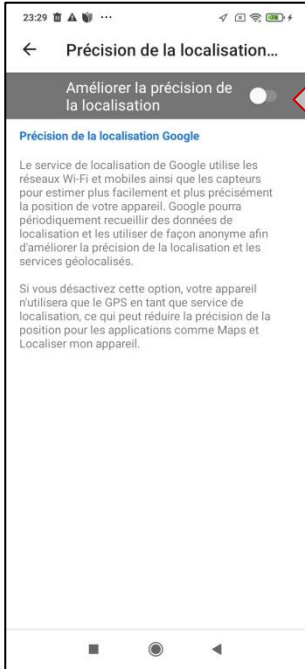 23:29
Précision de la localisation...
Améliorer la précision de
la localisation
Précision de la localisation Google
Le service de localisation de Google utilise les
réseaux Wi-Fi et mobiles ainsi que les capteurs
pour estimer plus facilement et plus précisément
la position de votre appareil. Google pourra
périodiquement recueillir des données de
localisation et les utiliser de façon anonyme afin
d'améliorer la précision de la localisation et les
services géolocalisés.
Si vous désactivez cette option, votre appareil
n'utilisera que le GPS en tant que service de
localisation, ce qui peut réduire la précision de la
position pour les applications comme Maps et
Localiser mon appareil.